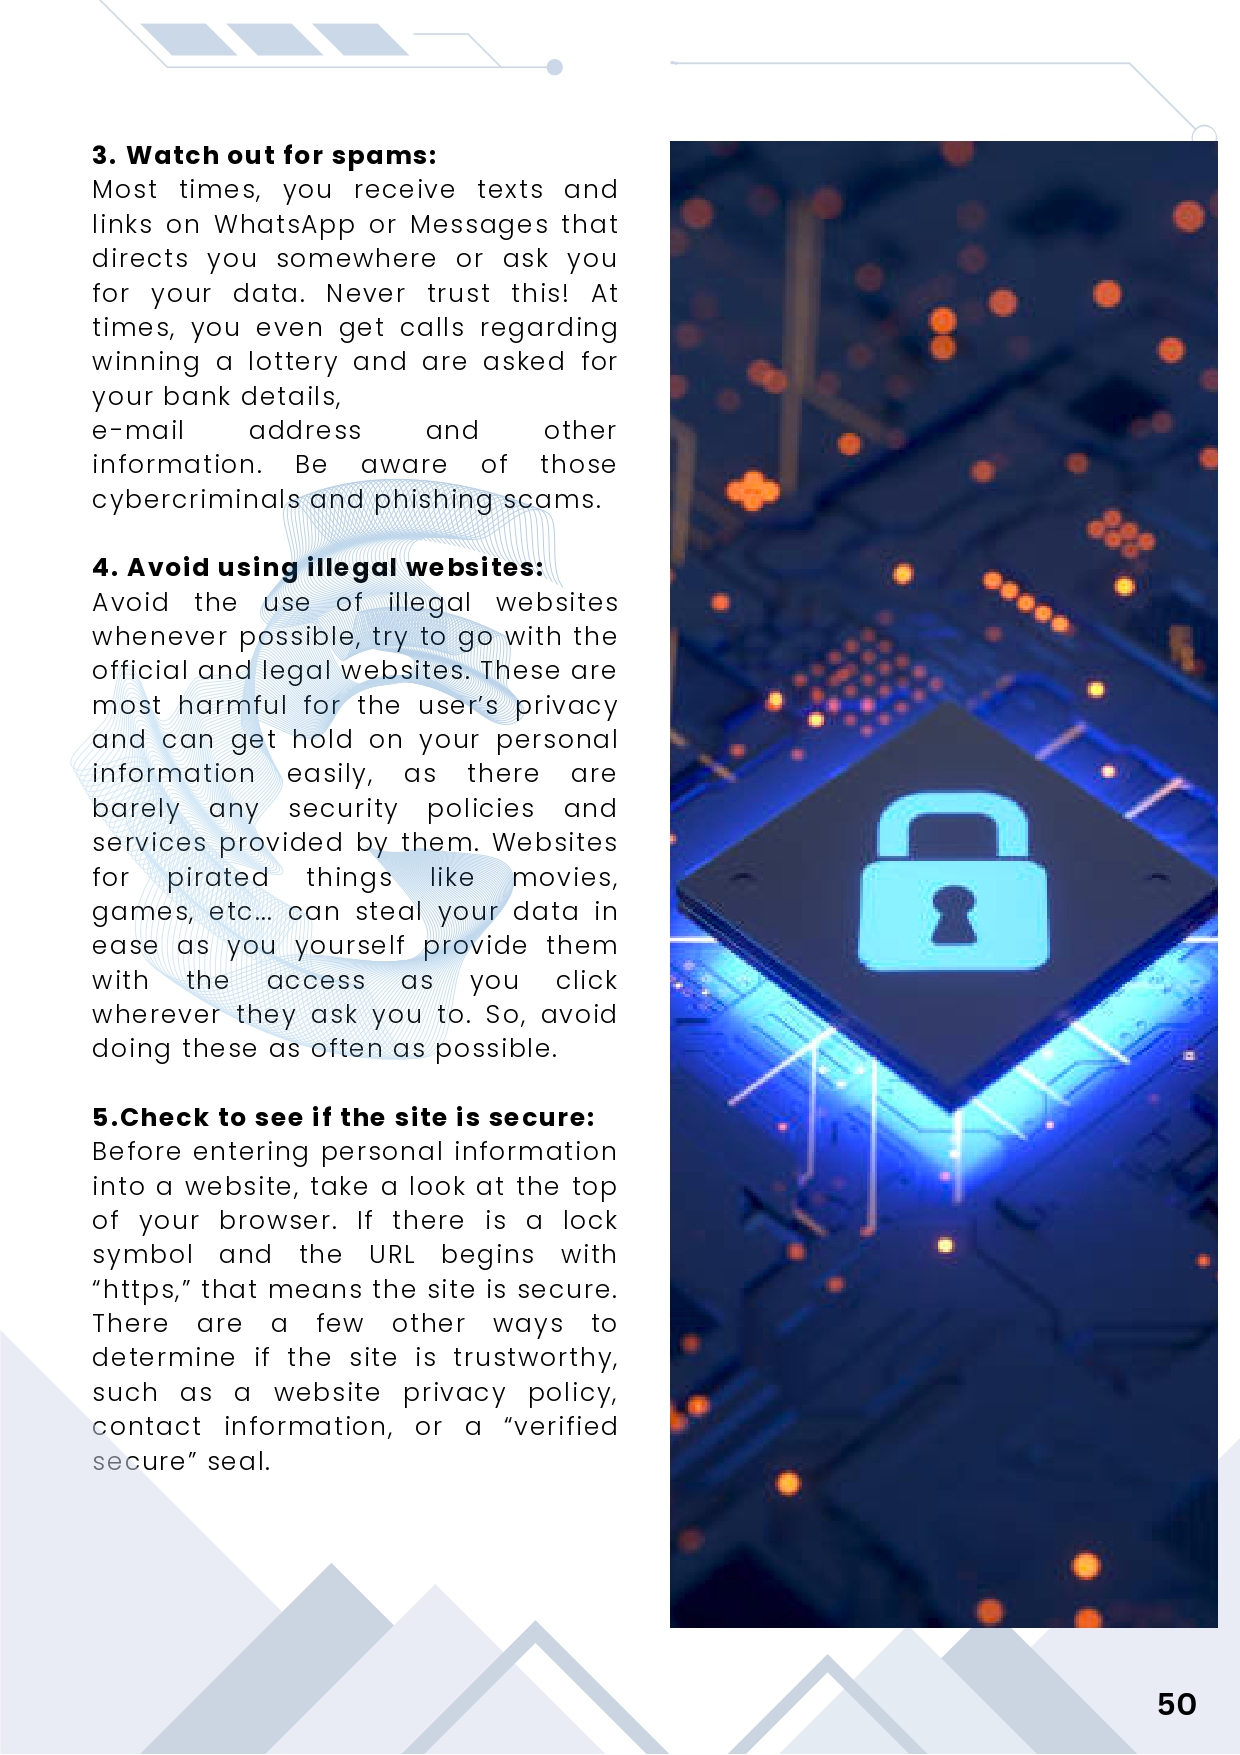 3. Watch out for spams:
Most times, you receive texts and
links on WhatsApp or Messages that
directs you somewhere or ask you
for your data. Never trust this! At
times, you even get calls regarding
winning a lottery and are asked for
your bank details,
e-mail address and other
information. Be aware of those
cybercriminals and phishing scams.
4. Avoid using illegal websites:
Avoid the use of illegal websites
whenever possible, try to go with the
official and legal websites. These are
most harmful for the user’s privacy
and can get hold on your personal
information easily, as there are
barely any security policies and
services provided by them. Websites
for pirated things like movies,
games, etc... can steal your data in
ease as you yourself provide them
with the access as you click
wherever they ask you to. So, avoid
doing these as often as possible.
5.Check to see if the site is secure:
Before entering personal information
into a website, take a look at the top
of your browser. If there is a lock
symbol and the URL begins with
“https,” that means the site is secure.
There are a few other ways to
determine if the site is trustworthy,
such as a website privacy policy,
contact information, or a “verified
secure” seal.
50